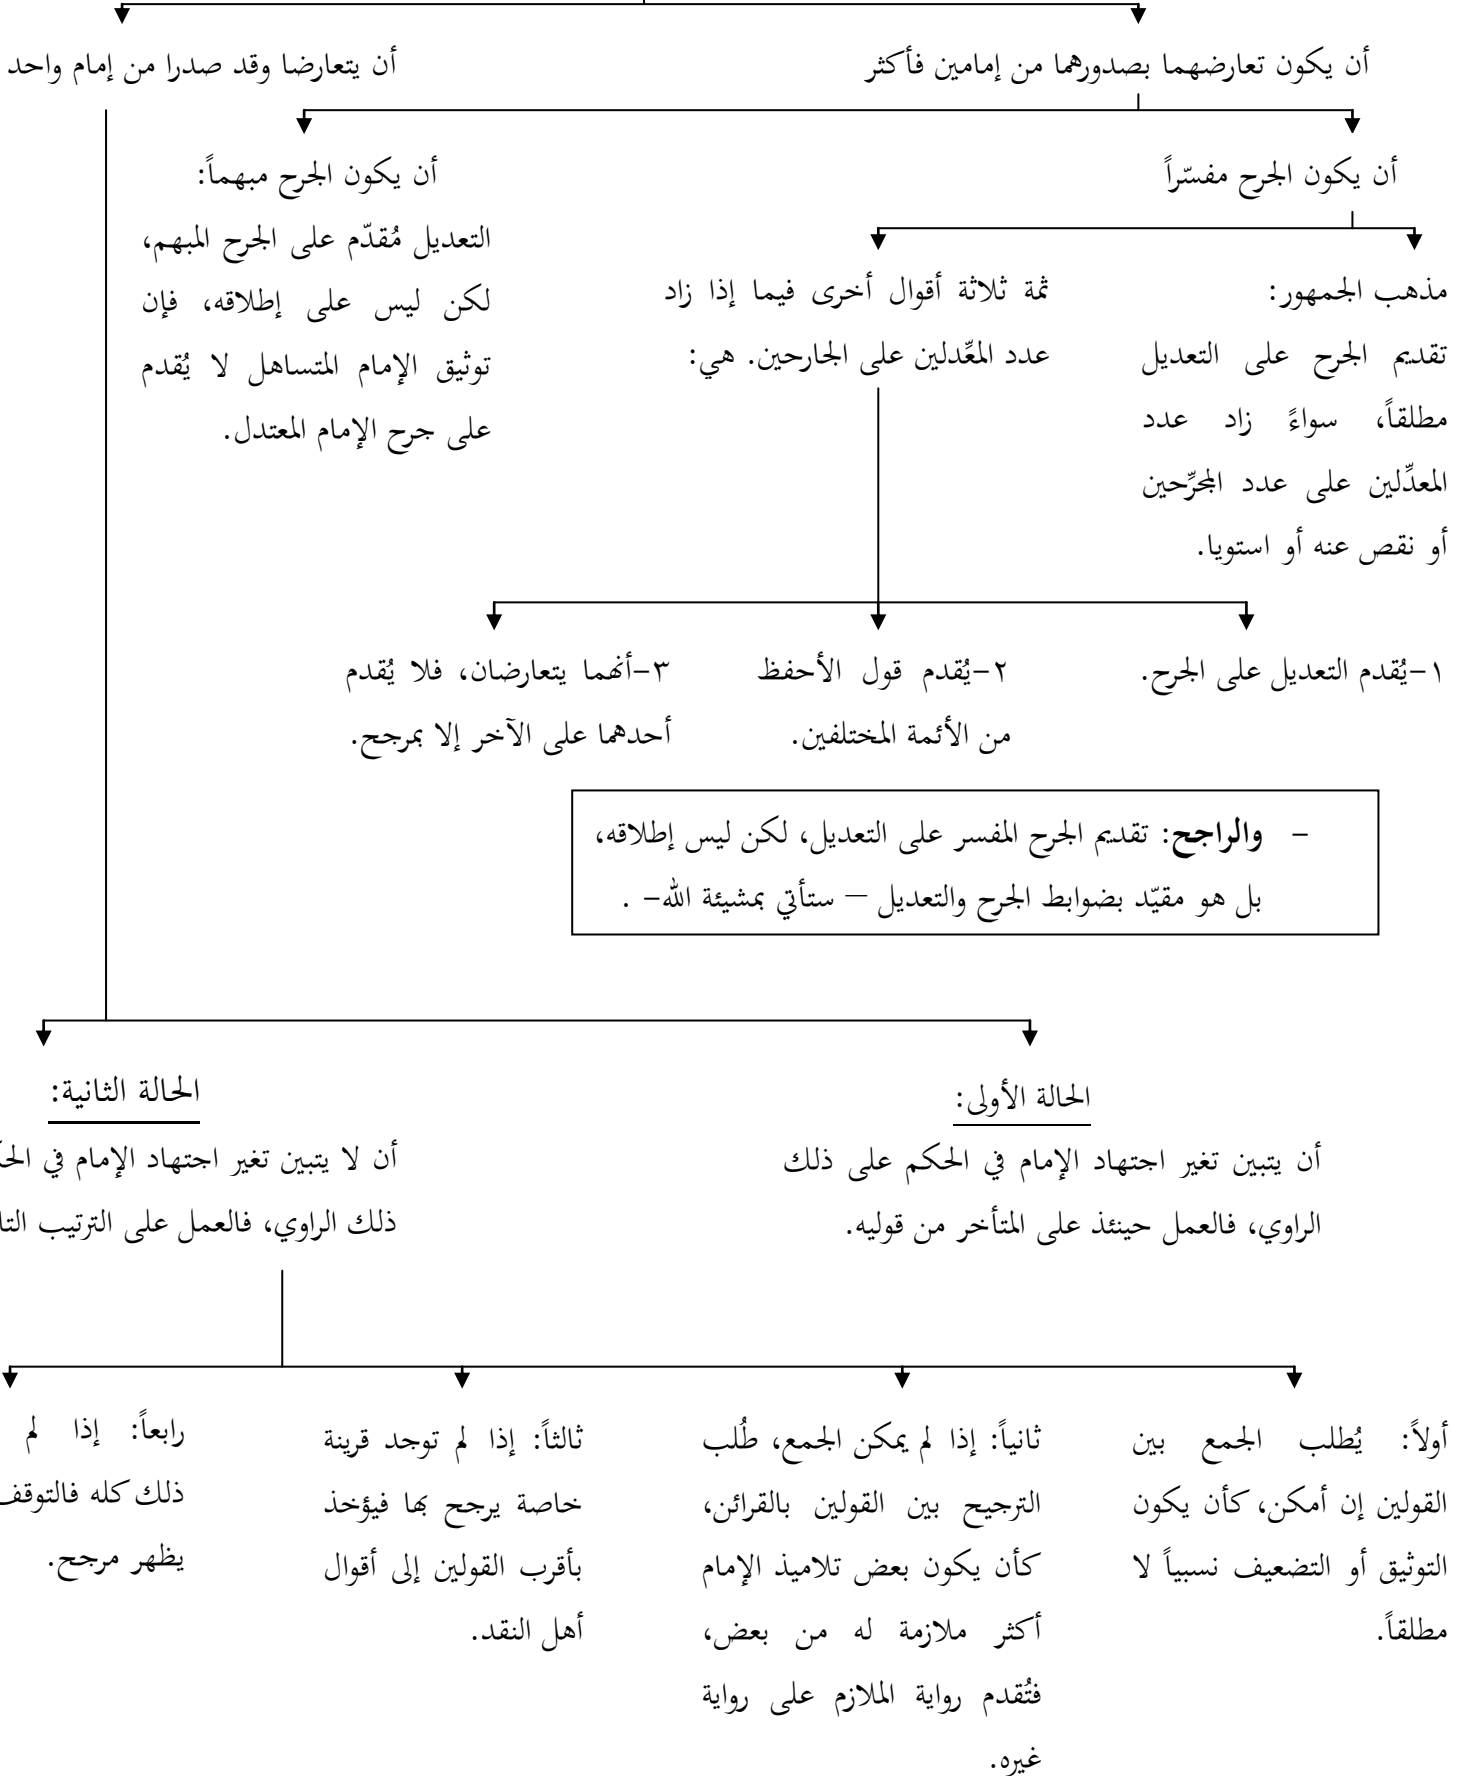 أن يكون تعارضهما بصدورهما من إمامين فأكثر
أن يتعارضا وقد صدرا من إمام واحد
أن يكون الجرح مفسّراً
أن يكون الجرح مبهماً:
التعديل مُقدّم على الجرح المبهم،
لكن ليس على إطلاقه، فإن
توثيق الإمام المتساهل لا يُقدم
على جرح الإمام المعتدل.
مذهب الجمهور:
تقديم الجرح على التعديل
مطلقاً، سواءً زاد عدد
المعدِّلين على عدد المجرِّحين
أو نقص عنه أو استويا.
ثمة ثلاثة أقوال أخرى فيما إذا زاد
عدد المعِّدلين على الجارحين. هي:
١-يُقدم التعديل على الجرح.
٢-يُقدم قول الأحفظ
من الأئمة المختلفين.
٣-أنهما يتعارضان، فلا يُقدم
أحدهما على الآخر إلا بمرجح.
- والراجح: تقديم الجرح المفسر على التعديل، لكن ليس إطلاقه،
بل هو مقيّد بضوابط الجرح والتعديل – ستأتي بمشيئة الله- .
الحالة الأولى:
أن يتبين تغير اجتهاد الإمام في الحكم على ذلك
الراوي، فالعمل حينئذ على المتأخر من قوليه.
الحالة الثانية:
أن لا يتبين تغير اجتهاد الإمام في
ذلك الراوي، فالعمل على الترتيب
أولاً: يُطلب الجمع بين
القولين إن أمكن، كأن يكون
التوثيق أو التضعيف نسبياً لا
مطلقاً.
ثانياً: إذا لم يمكن الجمع، طُلب
الترجيح بين القولين بالقرائن،
كأن يكون بعض تلاميذ الإمام
أكثر ملازمة له من بعض،
فتُقدم رواية الملازم على رواية
غيره.
ثالثاً: إذا لم توجد قرينة
خاصة يرجح بها فيؤخذ
بأقرب القولين إلى أقوال
أهل النقد.
رابعاً: إذا لم
ذلك كله فالتوقف
يظهر مرجح.